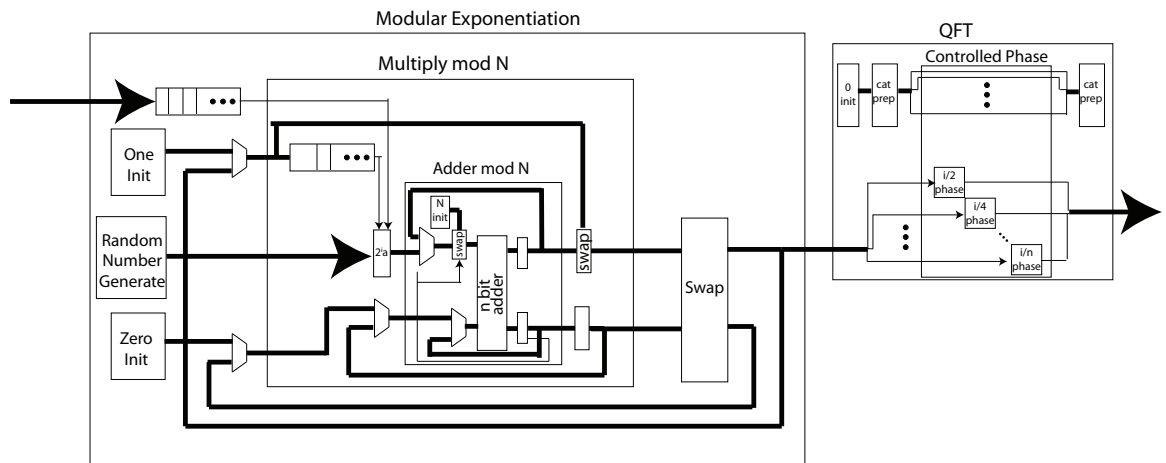 Modular Exponentiation
QFT
Multiply mod N
Controlled Phase
0
init
cat
prep
cat
prep
One
Init
Adder mod N
N
init
i/2
phase
i/4
phase
i/n
phase
Random
Number
Generate
2ⁱa
swap
swap
n bit
adder
Swap
Zero
Init